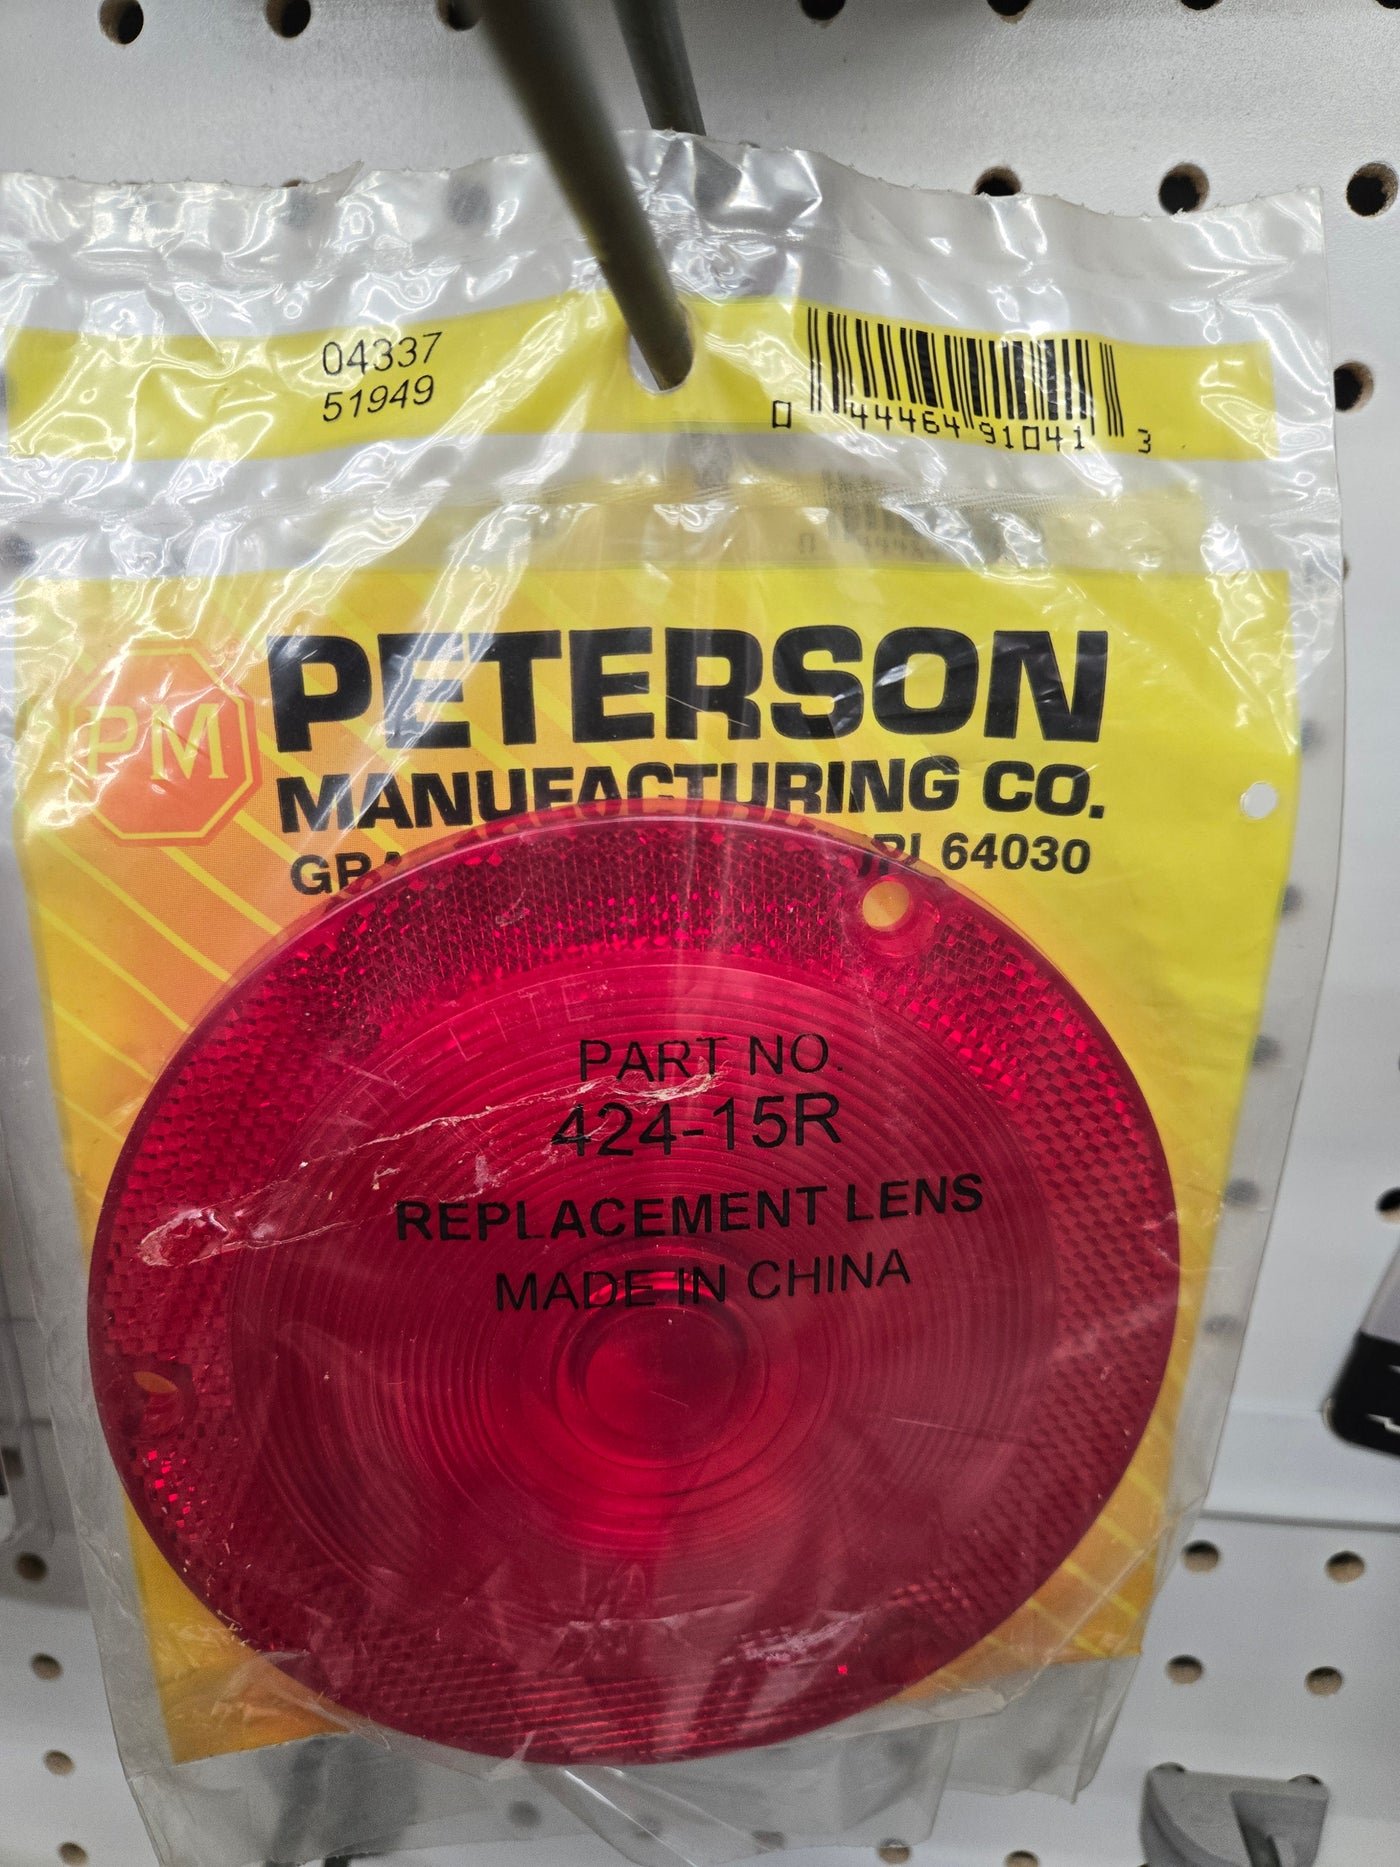 04337
51949
0 44464 91041 3
PM
PETERSON
MANUFACTURING CO.
64030
PART NO.
424-15R
REPLACEMENT LENS
MADE IN CHINA